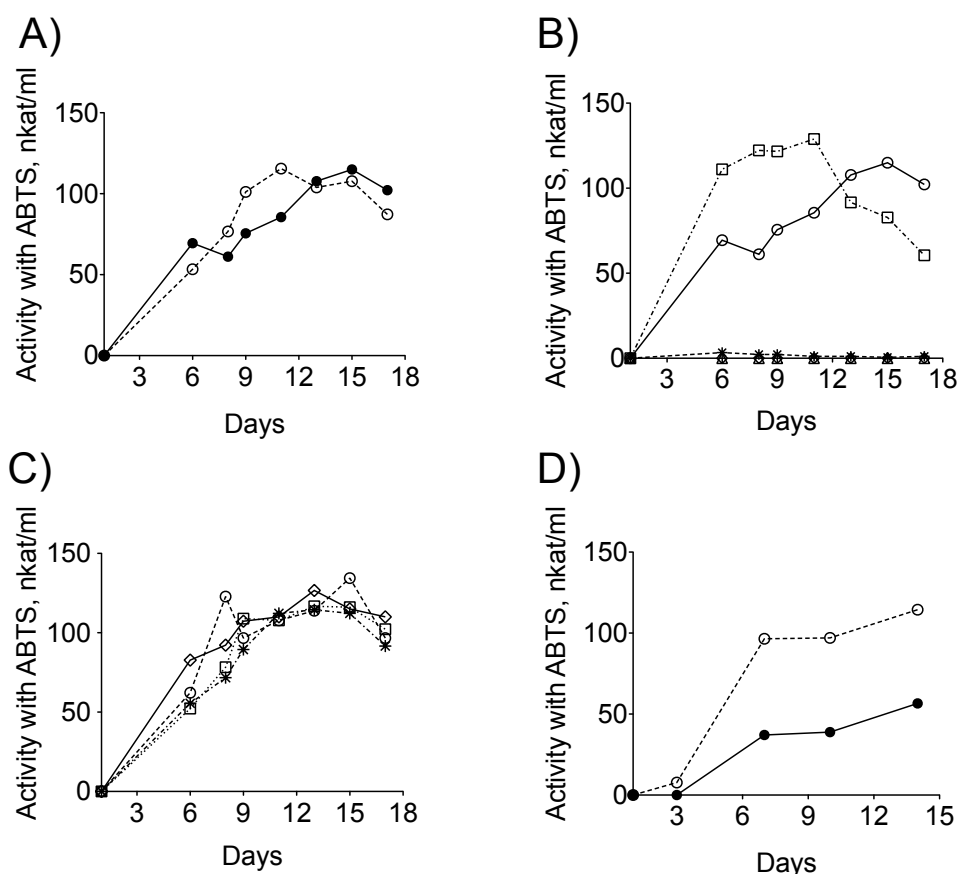 A)
Activity with ABTS, nkat/ml
150
100
50
0
3 6 9 12 15 18
Days
B)
Activity with ABTS, nkat/ml
150
100
50
0
3 6 9 12 15 18
Days
C)
Activity with ABTS, nkat/ml
150
100
50
0
3 6 9 12 15 18
Days
D)
Activity with ABTS, nkat/ml
150
100
50
0
3 6 9 12 15
Days